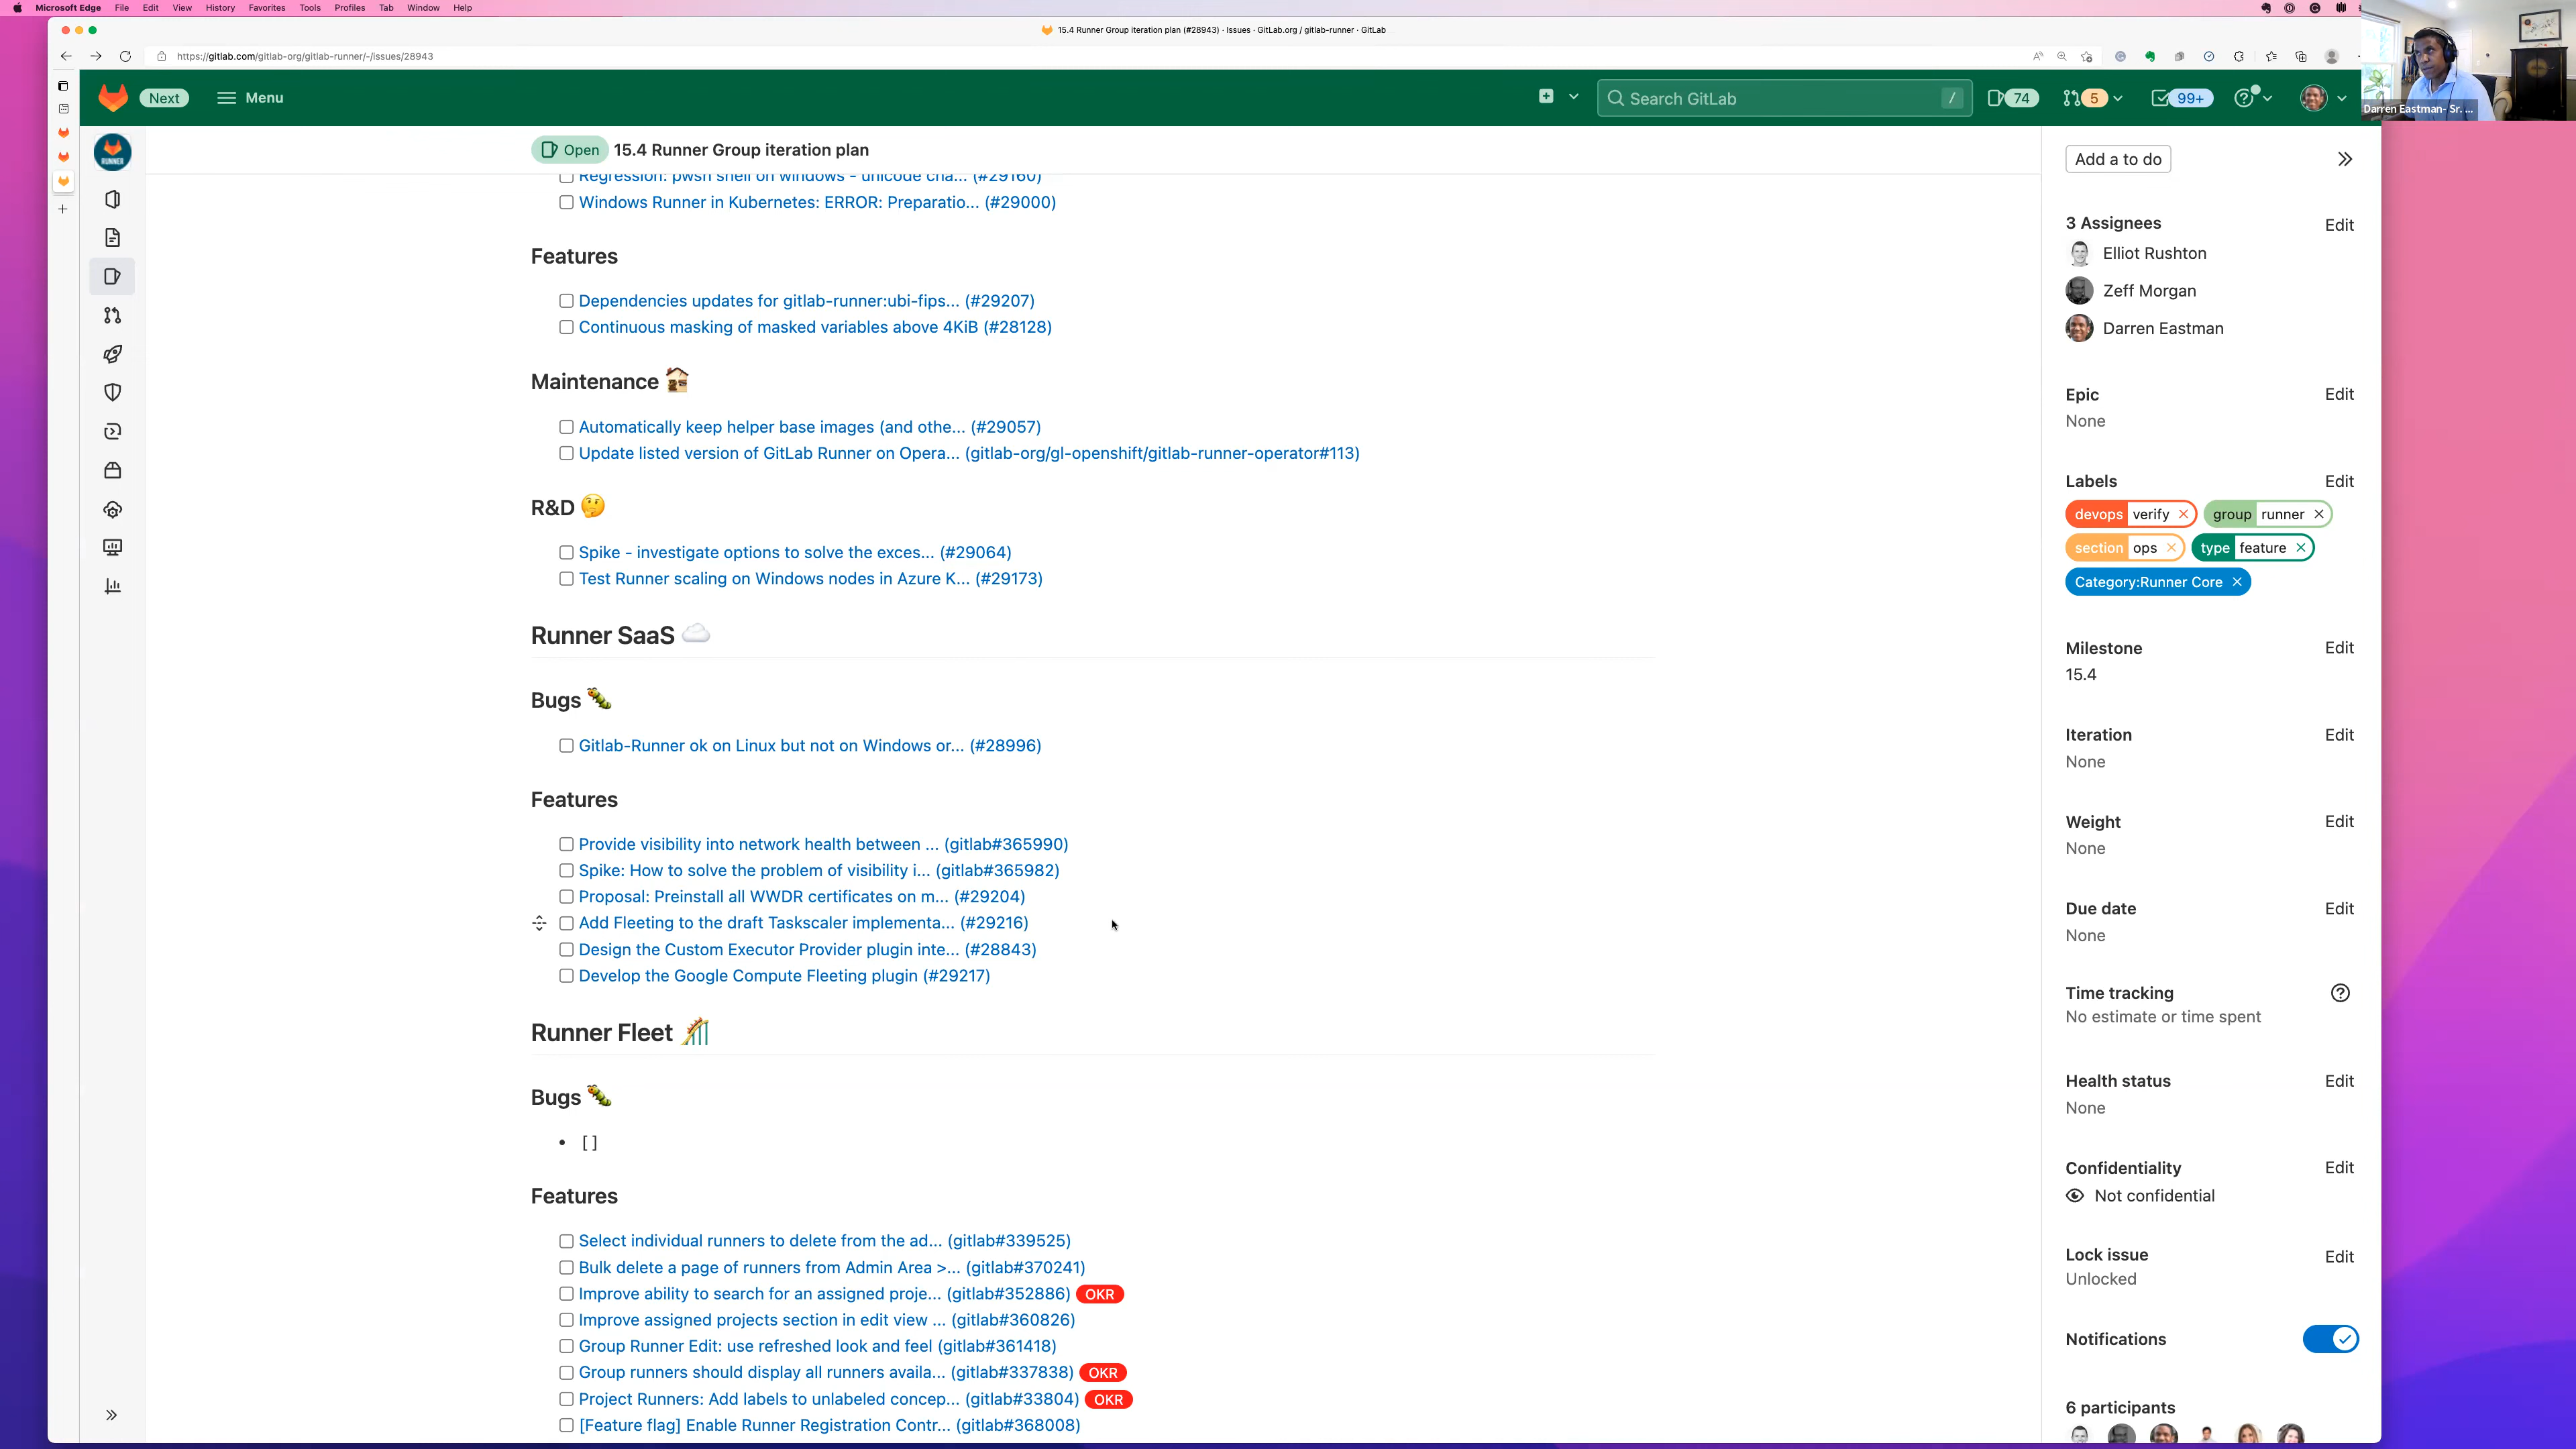 Microsoft Edge File Edit View History Favorites Tools Profiles Tab Window Help
15.4 Runner Group iteration plan (#28943) · Issues · GitLab.org / gitlab-runner · GitLab
https://gitlab.com/gitlab-org/gitlab-runner/-/issues/28943
Darren Eastman- Sr. ...
Next Menu Search GitLab / 74 5 99+
RUNNER
Open 15.4 Runner Group iteration plan
Regression: pwsh shell on windows - unicode cha... (#29160)
Windows Runner in Kubernetes: ERROR: Preparatio... (#29000)
Features
Dependencies updates for gitlab-runner:ubi-fips... (#29207)
Continuous masking of masked variables above 4KiB (#28128)
Maintenance
Automatically keep helper base images (and othe... (#29057)
Update listed version of GitLab Runner on Opera... (gitlab-org/gl-openshift/gitlab-runner-operator#113)
R&D
Spike - investigate options to solve the exces... (#29064)
Test Runner scaling on Windows nodes in Azure K... (#29173)
Runner SaaS
Bugs
Gitlab-Runner ok on Linux but not on Windows or... (#28996)
Features
Provide visibility into network health between ... (gitlab#365990)
Spike: How to solve the problem of visibility i... (gitlab#365982)
Proposal: Preinstall all WWDR certificates on m... (#29204)
Add Fleeting to the draft Taskscaler implementa... (#29216)
Design the Custom Executor Provider plugin inte... (#28843)
Develop the Google Compute Fleeting plugin (#29217)
Runner Fleet
Bugs
• [ ]
Features
Select individual runners to delete from the ad... (gitlab#339525)
Bulk delete a page of runners from Admin Area >... (gitlab#370241)
Improve ability to search for an assigned proje... (gitlab#352886) OKR
Improve assigned projects section in edit view ... (gitlab#360826)
Group Runner Edit: use refreshed look and feel (gitlab#361418)
Group runners should display all runners availa... (gitlab#337838) OKR
Project Runners: Add labels to unlabeled concep... (gitlab#33804) OKR
[Feature flag] Enable Runner Registration Contr... (gitlab#368008)
Add a to do
3 Assignees Edit
Elliot Rushton
Zeff Morgan
Darren Eastman
Epic Edit
None
Labels Edit
devops verify group runner
section ops type feature
Category:Runner Core
Milestone Edit
15.4
Iteration Edit
None
Weight Edit
None
Due date Edit
None
Time tracking
No estimate or time spent
Health status Edit
None
Confidentiality Edit
Not confidential
Lock issue Edit
Unlocked
Notifications
6 participants